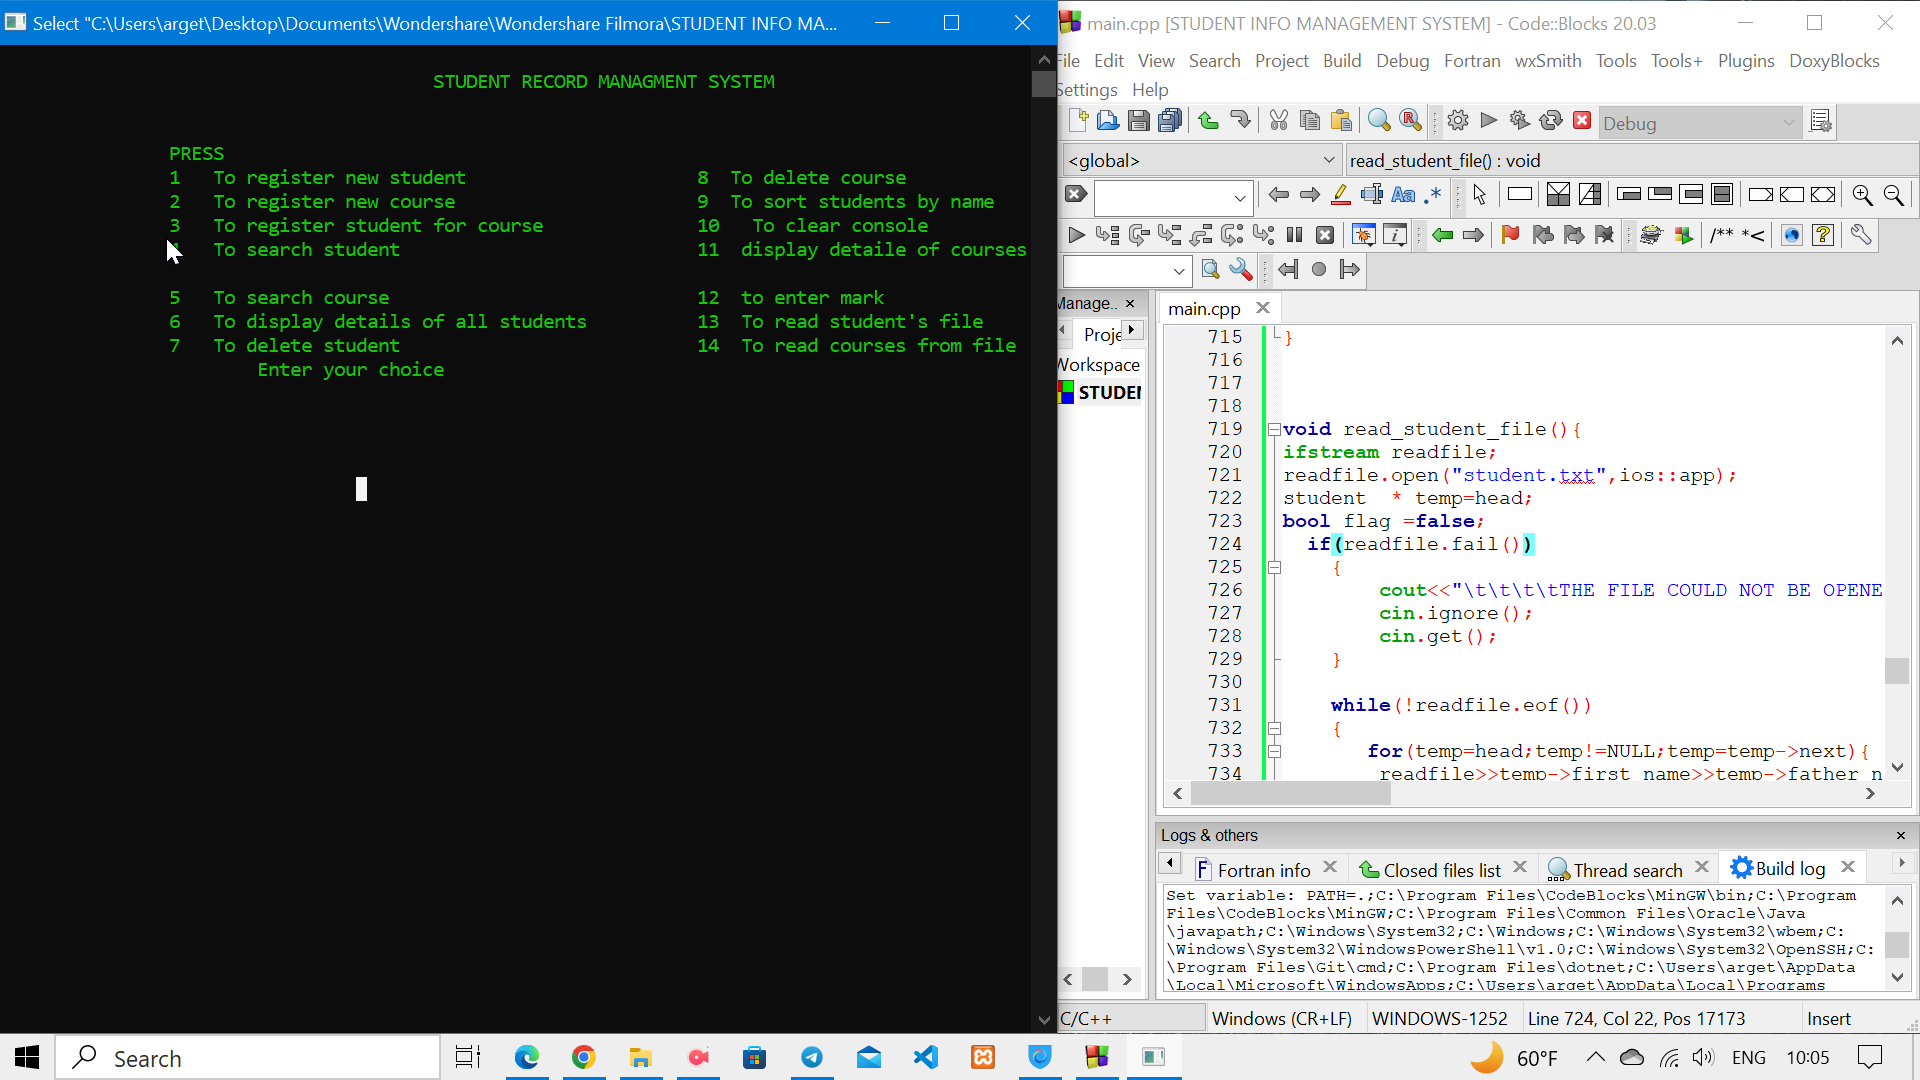 Select "C:\Users\arget\Desktop\Documents\Wondershare\Wondershare Filmora\STUDENT INFO MA...
STUDENT RECORD MANAGMENT SYSTEM
PRESS
1 To register new student
2 To register new course
3 To register student for course
To search student
5 To search course
6 To display details of all students
7 To delete student
8 To delete course
9 To sort students by name
10 To clear console
11 display detaile of courses
12 to enter mark
13 To read student's file
14 To read courses from file
Enter your choice
main.cpp [STUDENT INFO MANAGEMENT SYSTEM] - Code::Blocks 20.03
File Edit View Search Project Build Debug Fortran wxSmith Tools Tools+ Plugins DoxyBlocks
Settings Help
Debug
<global>
read_student_file() : void
Aa .*
/** *<
Manage..
Proje
Workspace
STUDEN
main.cpp
715 }
716
717
718
719 void read_student_file(){
720 ifstream readfile;
721 readfile.open("student.txt",ios::app);
722 student * temp=head;
723 bool flag =false;
724 if(readfile.fail())
725 {
726 cout<<"\t\t\t\tTHE FILE COULD NOT BE OPENE
727 cin.ignore();
728 cin.get();
729 }
730
731 while(!readfile.eof())
732 {
733 for(temp=head;temp!=NULL;temp=temp->next){
734 readfile>>temp->first_name>>temp->father_n
Logs & others
Fortran info
Closed files list
Thread search
Build log
Set variable: PATH=.;C:\Program Files\CodeBlocks\MinGW\bin;C:\Program
Files\CodeBlocks\MinGW;C:\Program Files\Common Files\Oracle\Java
\javapath;C:\Windows\System32;C:\Windows;C:\Windows\System32\wbem;C:
\Windows\System32\WindowsPowerShell\v1.0;C:\Windows\System32\OpenSSH;C:
\Program Files\Git\cmd;C:\Program Files\dotnet;C:\Users\arget\AppData
\Local\Microsoft\WindowsApps;C:\Users\arget\AppData\Local\Programs
C/C++
Windows (CR+LF)
WINDOWS-1252
Line 724, Col 22, Pos 17173
Insert
Search
60°F
ENG
10:05